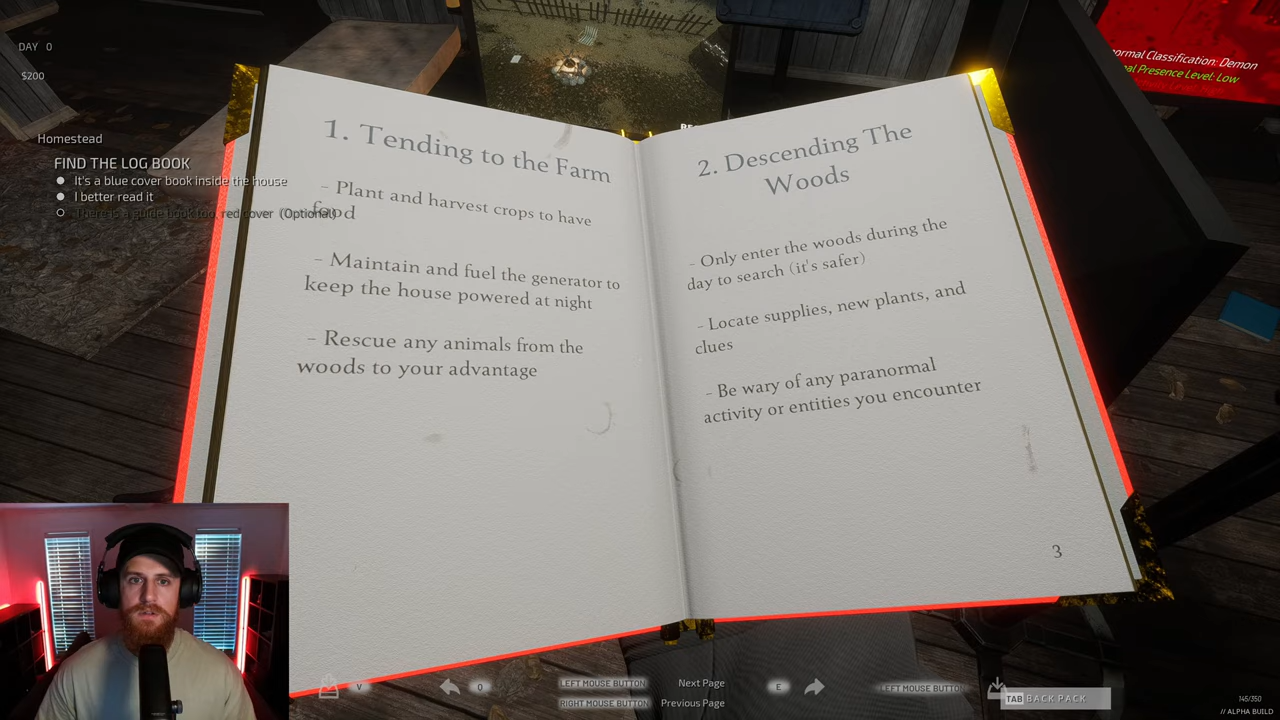 DAY 0
$200
Homestead
FIND THE LOG BOOK
It's a blue cover book inside the house
I better read it
There is a guide book too, red cover (Optional)
1. Tending to the Farm
- Plant and harvest crops to have
food
- Maintain and fuel the generator to
keep the house powered at night
- Rescue any animals from the
woods to your advantage
2. Descending The
Woods
- Only enter the woods during the
day to search (it's safer)
- Locate supplies, new plants, and
clues
- Be wary of any paranormal
activity or entities you encounter
3
Classification: Demon
Presence Level: Low
V
Q
LEFT MOUSE BUTTON
RIGHT MOUSE BUTTON
Next Page
Previous Page
E
LEFT MOUSE BUTTON
TAB BACK PACK
145/350
// ALPHA BUILD